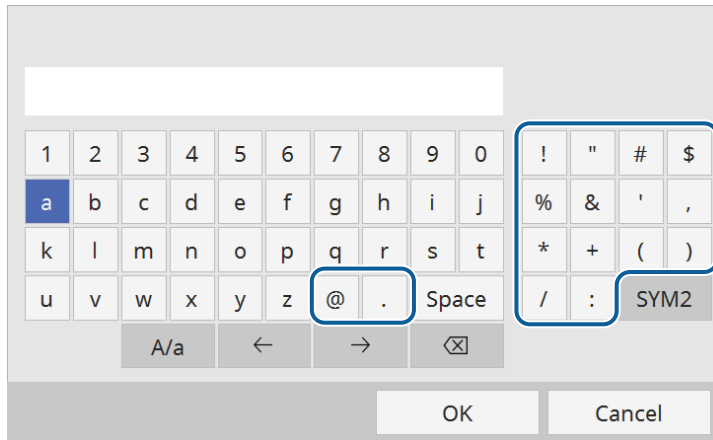 1 2 3 4 5 6 7 8 9 0 ! " # $
a b c d e f g h i j % & ' ,
k l m n o p q r s t * + ( )
u v w x y z @ . Space / : SYM2
A/a ← →
OK Cancel